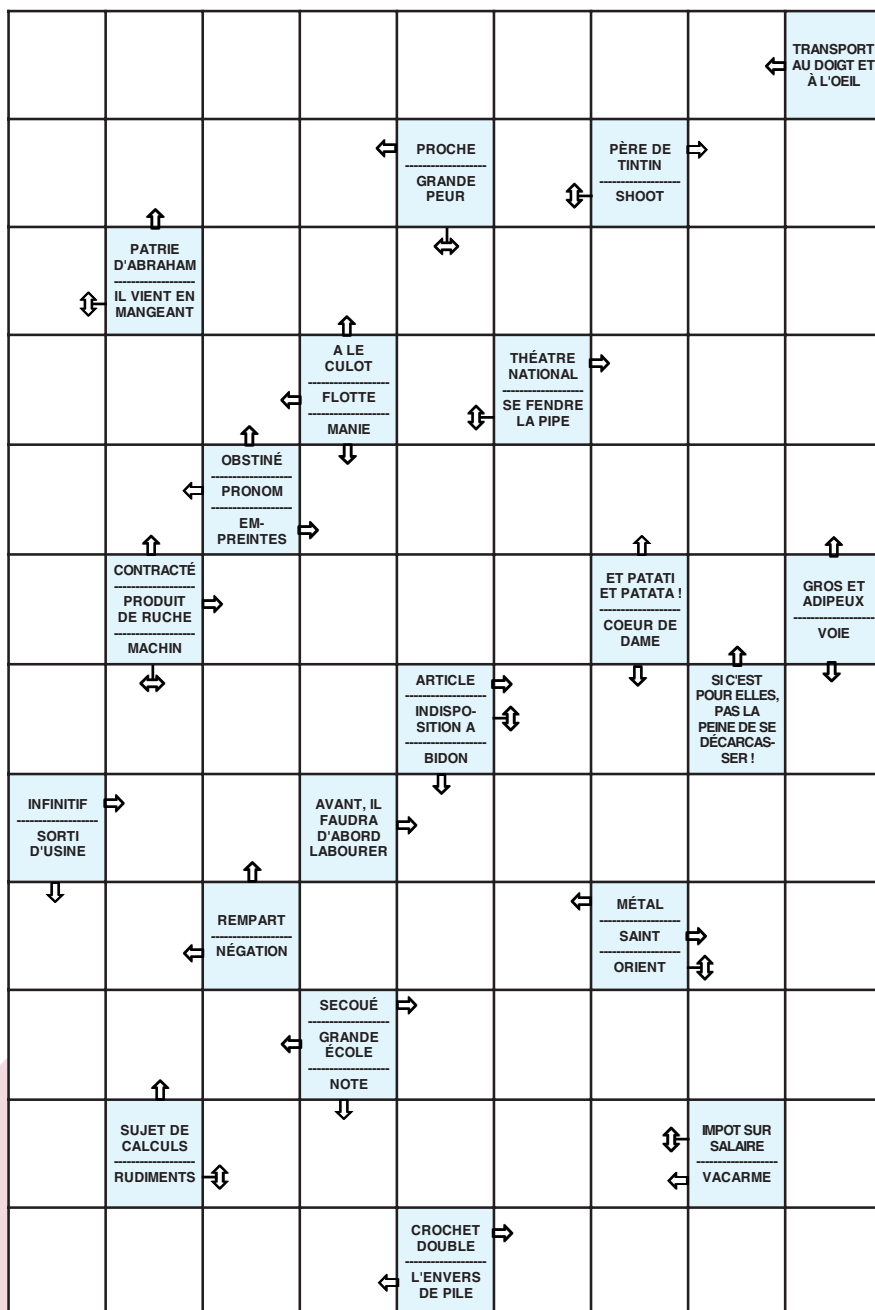 TRANSPORT
AU DOIGT ET
À L'OEIL
PROCHE
GRANDE
PEUR
PÈRE DE
TINTIN
SHOOT
PATRIE
D'ABRAHAM
IL VIENT EN
MANGEANT
A LE
CULOT
FLOTTE
MANIE
THÉATRE
NATIONAL
SE FENDRE
LA PIPE
OBSTINÉ
PRONOM
EM-
PREINTES
CONTRACTÉ
PRODUIT
DE RUCHE
MACHIN
ET PATATI
ET PATATA !
COEUR DE
DAME
GROS ET
ADIPEUX
VOIE
ARTICLE
INDISPO-
SITION A
BIDON
SI C'EST
POUR ELLES,
PAS LA
PEINE DE SE
DÉCARCAS-
SER !
INFINITIF
SORTI
D'USINE
AVANT, IL
FAUDRA
D'ABORD
LABOURER
REMPART
NÉGATION
MÉTAL
SAINT
ORIENT
SECOUÉ
GRANDE
ÉCOLE
NOTE
SUJET DE
CALCULS
RUDIMENTS
IMPOT SUR
SALAIRE
VACARME
CROCHET
DOUBLE
L'ENVERS
DE PILE